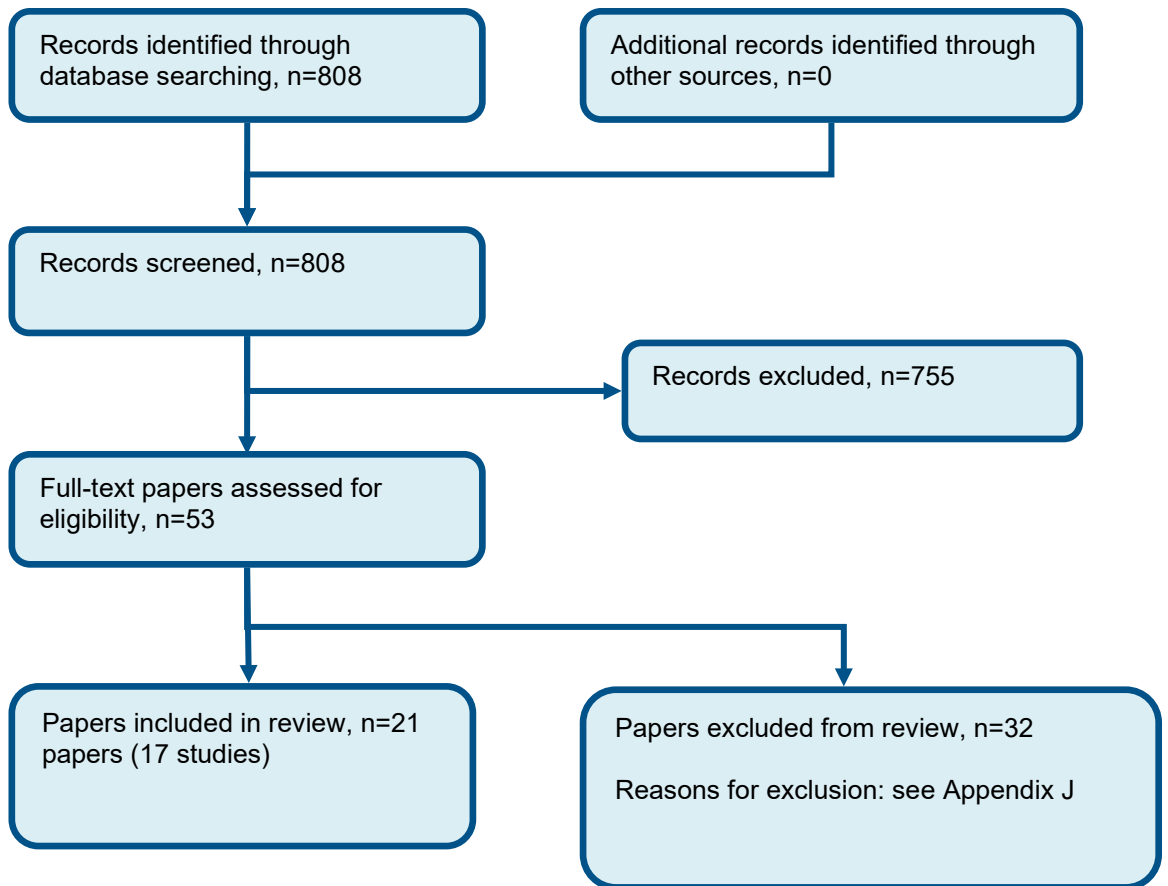 Records identified through
database searching, n=808
Additional records identified through
other sources, n=0
Records screened, n=808
Records excluded, n=755
Full-text papers assessed for
eligibility, n=53
Papers included in review, n=21
papers (17 studies)
Papers excluded from review, n=32
Reasons for exclusion: see Appendix J